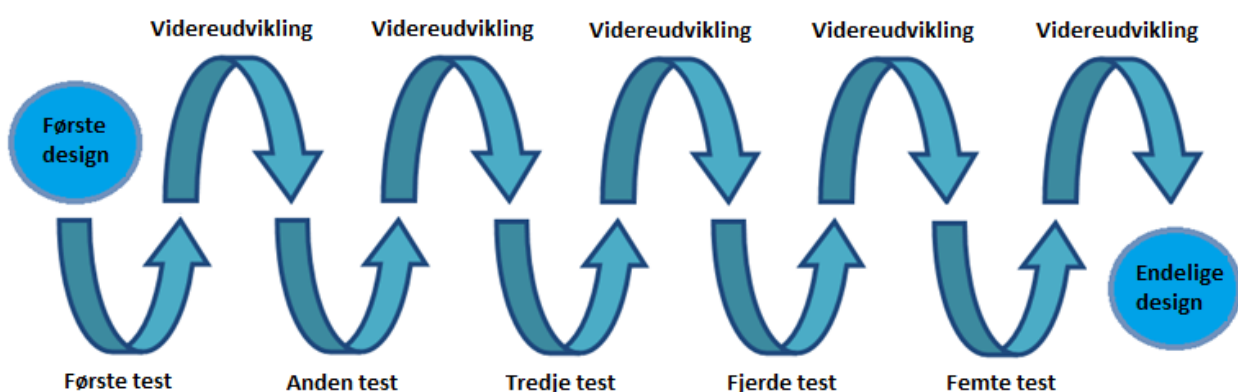 Videreudvikling Videreudvikling Videreudvikling Videreudvikling Videreudvikling
Første
design
Endelige
design
Første test Anden test Tredje test Fjerde test Femte test